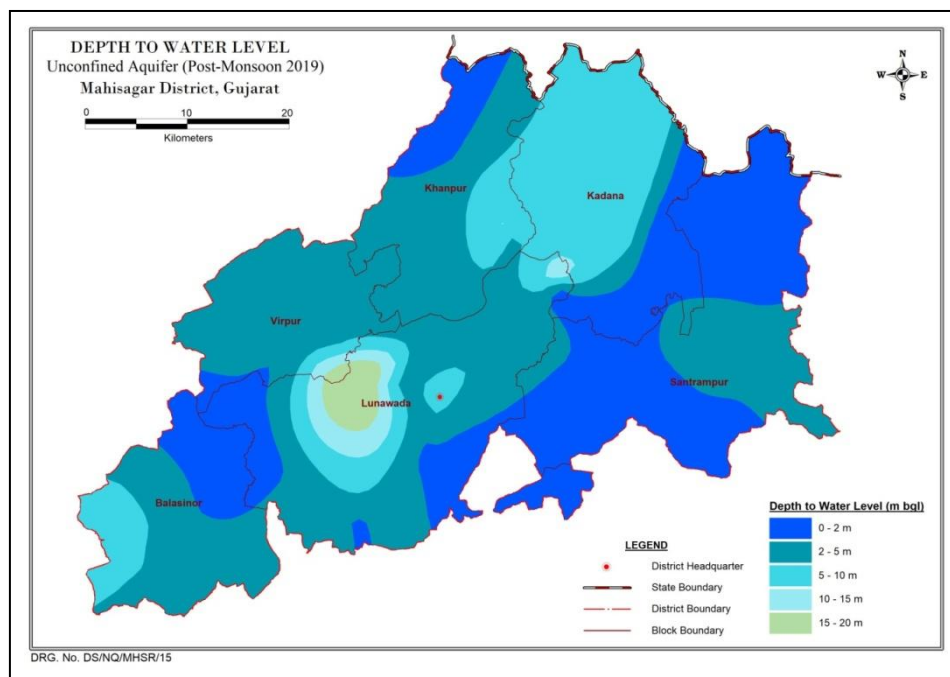 DEPTH TO WATER LEVEL
Unconfined Aquifer (Post-Monsoon 2019)
Mahisagar District, Gujarat
0 10 20
Kilometers
N
W E
S
Khanpur
Kadana
Virpur
Lunawada
Santrampur
Balasinor
Depth to Water Level (m bgl)
0 - 2 m
2 - 5 m
5 - 10 m
10 - 15 m
15 - 20 m
LEGEND
District Headquarter
State Boundary
District Boundary
Block Boundary
DRG. No. DS/NQ/MHSR/15